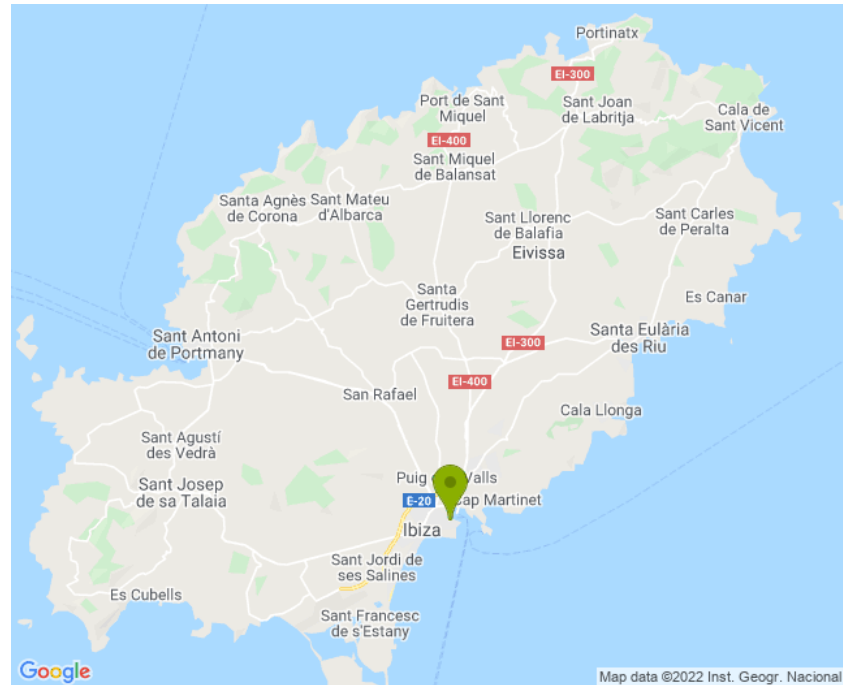 Portinatx
EI-300
Port de Sant
Miquel
Sant Joan
de Labritja
Cala de
Sant Vicent
EI-400
Sant Miquel
de Balansat
Santa Agnès
de Corona
Sant Mateu
d'Albarca
Sant Llorenc
de Balafia
Sant Carles
de Peralta
Eivissa
Santa
Gertrudis
de Fruitera
Es Canar
Sant Antoni
de Portmany
Santa Eulària
des Riu
EI-300
EI-400
San Rafael
Cala Llonga
Sant Agustí
des Vedrà
Puig
Valls
Sant Josep
de sa Talaia
E-20
Cap Martinet
Ibiza
Sant Jordi de
ses Salines
Es Cubells
Sant Francesc
de s'Estany
Google
Map data ©2022 Inst. Geogr. Nacional